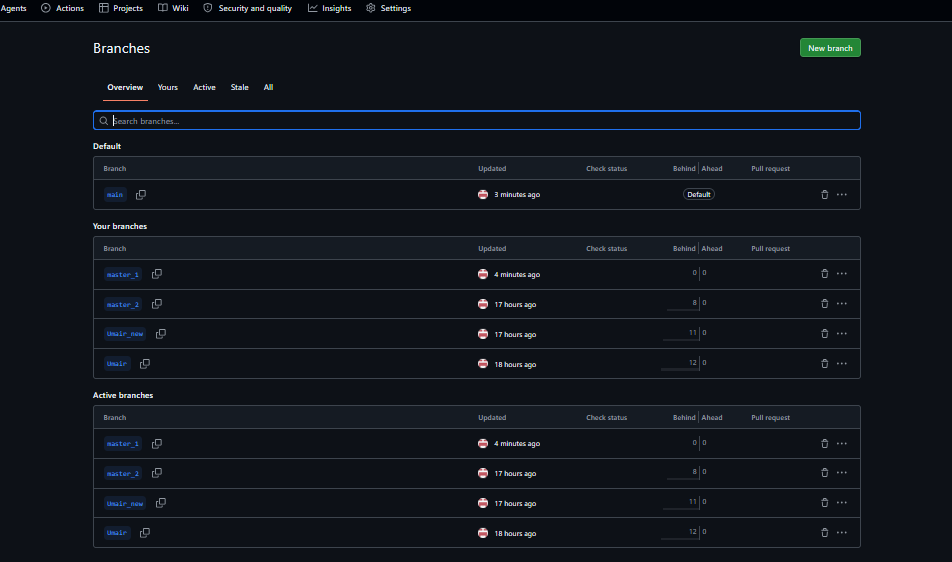 Agents Actions Projects Wiki Security and quality Insights Settings
Branches New branch
Overview Yours Active Stale All
Search branches...
Default
Branch Updated Check status Behind Ahead Pull request
main 3 minutes ago Default
Your branches
Branch Updated Check status Behind Ahead Pull request
master_1 4 minutes ago 0 0
master_2 17 hours ago 8 0
Umair_new 17 hours ago 11 0
Umair 18 hours ago 12 0
Active branches
Branch Updated Check status Behind Ahead Pull request
master_1 4 minutes ago 0 0
master_2 17 hours ago 8 0
Umair_new 17 hours ago 11 0
Umair 18 hours ago 12 0